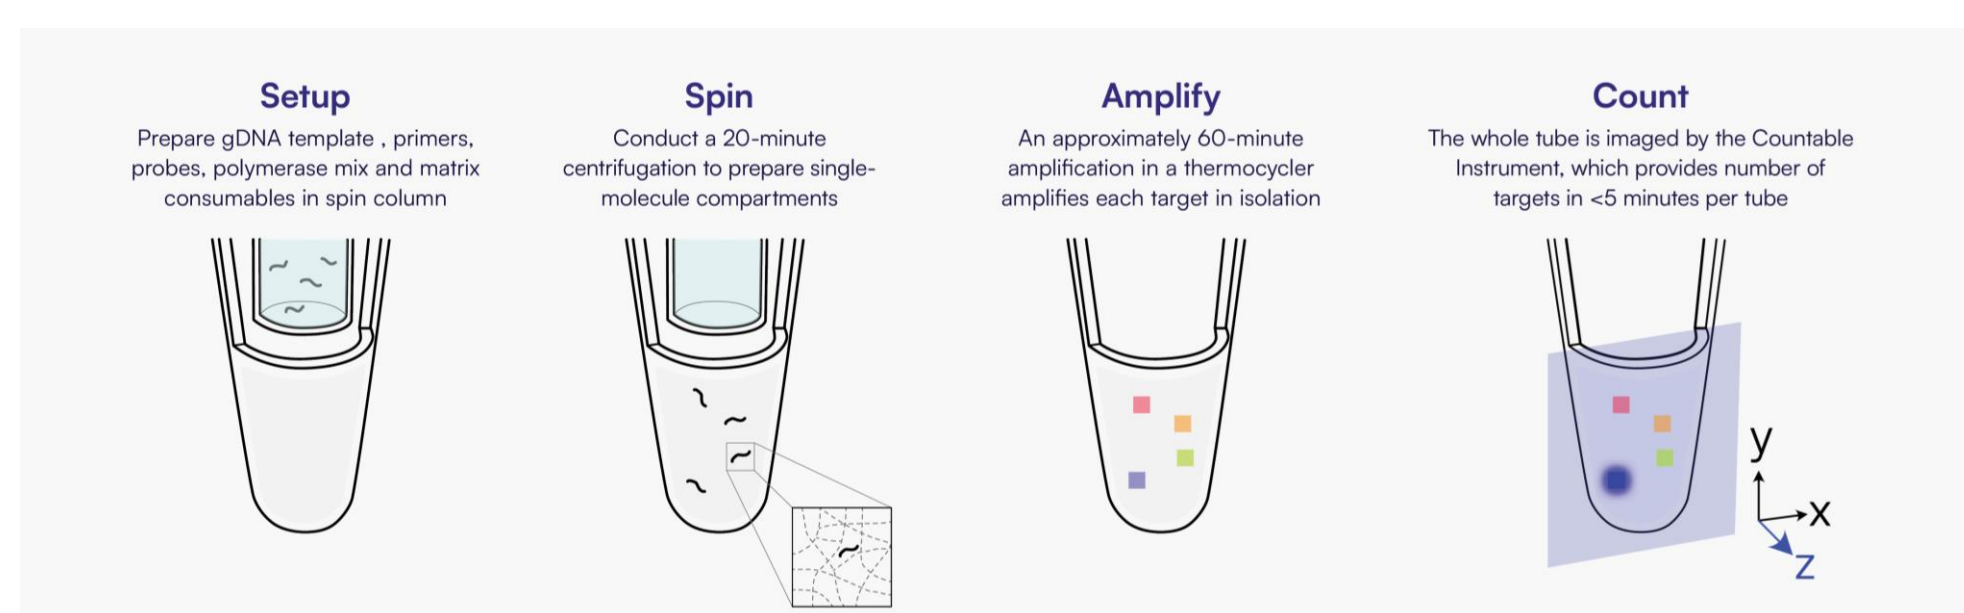 Setup
Prepare gDNA template , primers,
probes, polymerase mix and matrix
consumables in spin column
Spin
Conduct a 20-minute
centrifugation to prepare single-
molecule compartments
Amplify
An approximately 60-minute
amplification in a thermocycler
amplifies each target in isolation
Count
The whole tube is imaged by the Countable
Instrument, which provides number of
targets in <5 minutes per tube
y
x
z